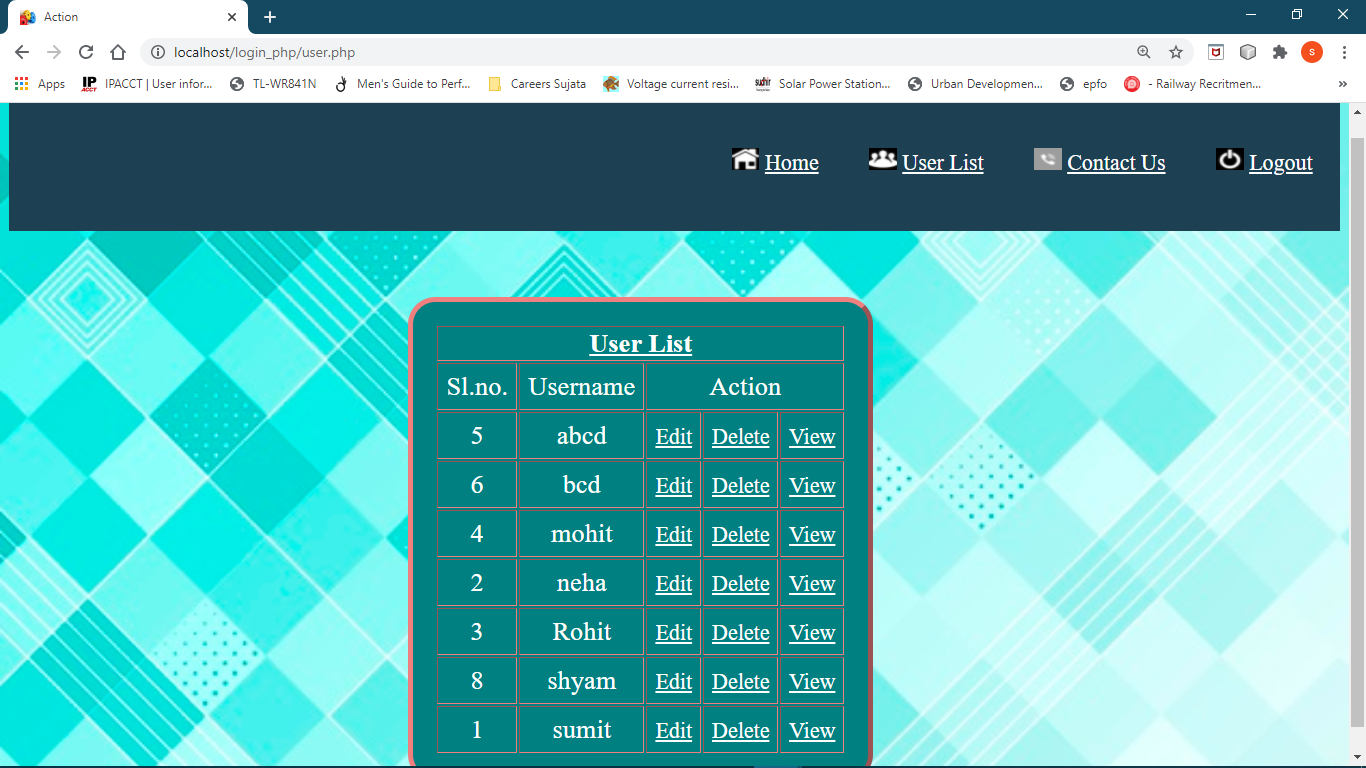 Action
localhost/login_php/user.php
s
Apps IPACCT | User infor... TL-WR841N Men's Guide to Perf... Careers Sujata Voltage current resi... Solar Power Station... Urban Developmen... epfo - Railway Recritmen... »
Home User List Contact Us Logout
User List
Sl.no. Username Action
5 abcd Edit Delete View
6 bcd Edit Delete View
4 mohit Edit Delete View
2 neha Edit Delete View
3 Rohit Edit Delete View
8 shyam Edit Delete View
1 sumit Edit Delete View